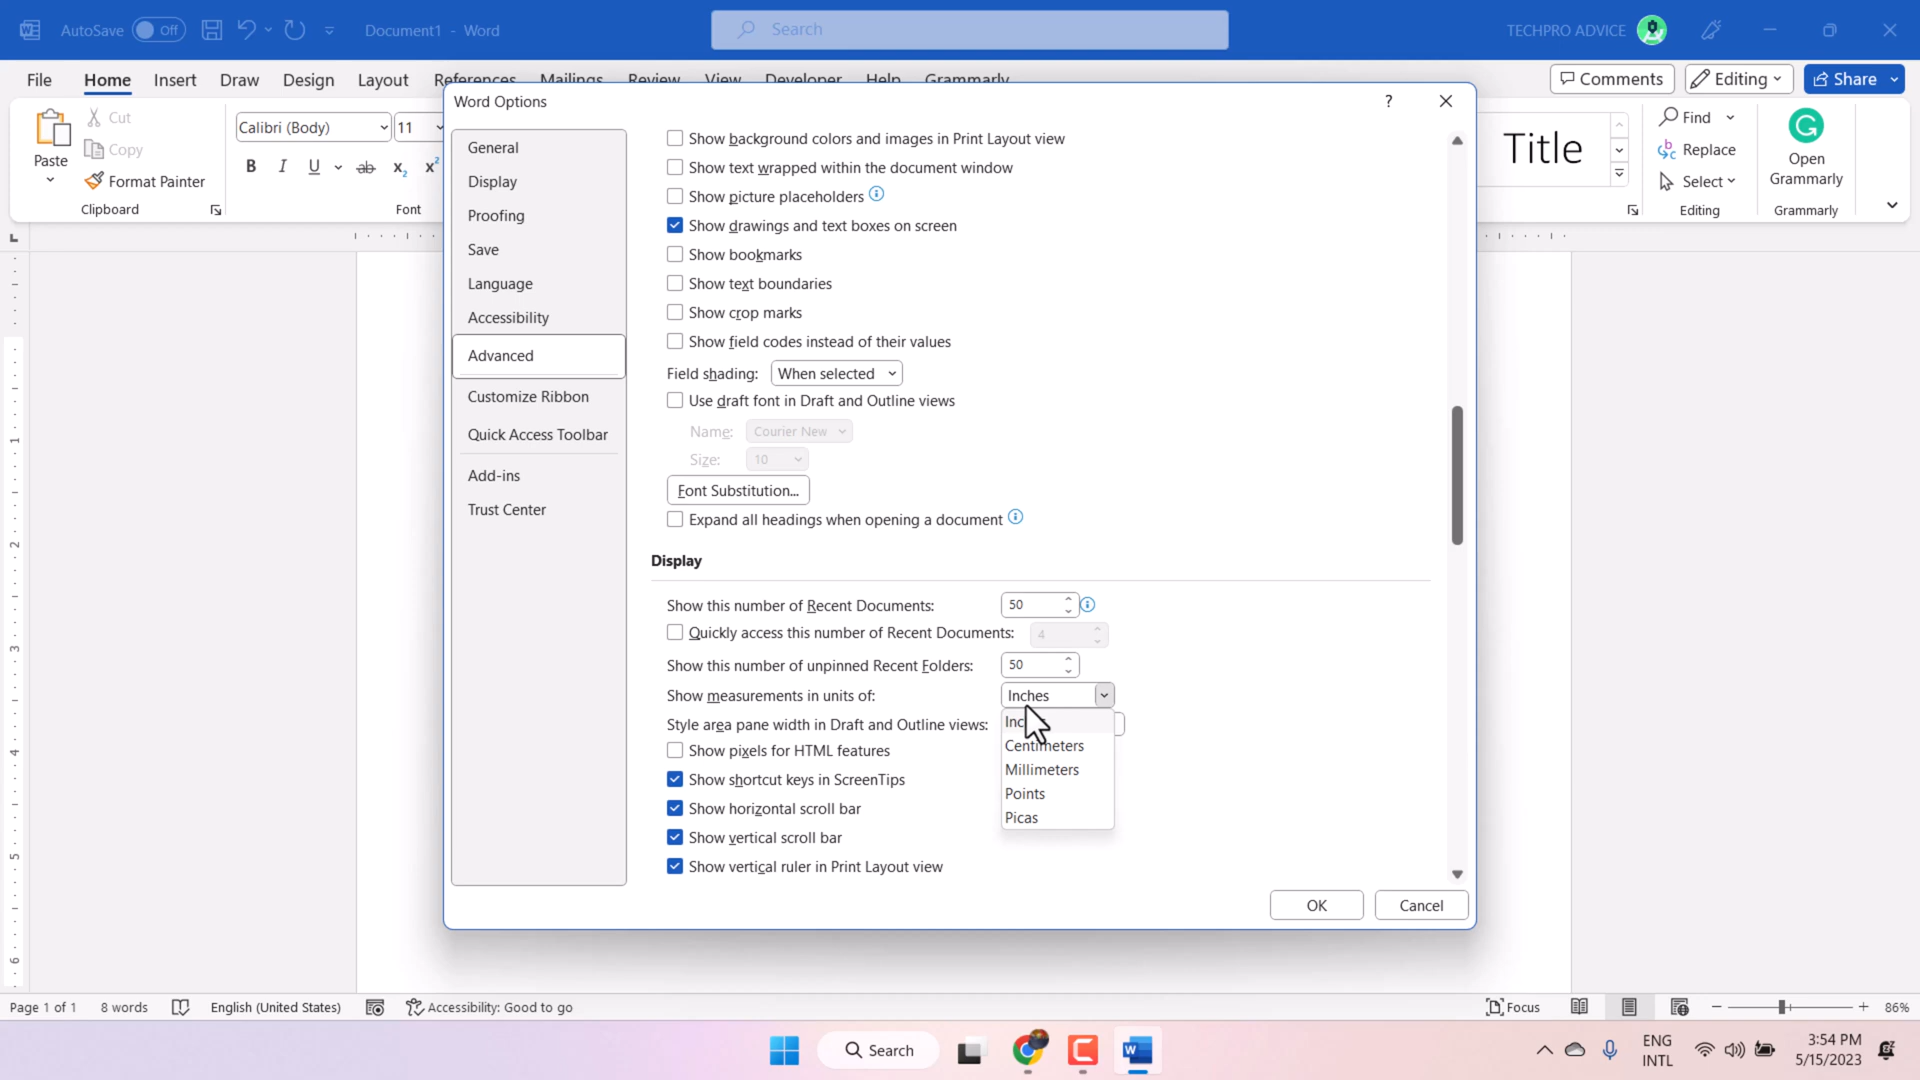 AutoSave Off Document1 - Word Search TECHPRO ADVICE
File Home Insert Draw Design Layout References Mailings Review View Developer Help Grammarly Comments Editing Share
Word Options ?
Paste
Cut
Copy
Format Painter
Clipboard
Calibri (Body) 11
B I U ab x₂ x²
Font
Title
Find
Replace
Select
Editing
Open
Grammarly
Grammarly
General
Display
Proofing
Save
Language
Accessibility
Advanced
Customize Ribbon
Quick Access Toolbar
Add-ins
Trust Center
Show background colors and images in Print Layout view
Show text wrapped within the document window
Show picture placeholders
Show drawings and text boxes on screen
Show bookmarks
Show text boundaries
Show crop marks
Show field codes instead of their values
Field shading: When selected
Use draft font in Draft and Outline views
Name: Courier New
Size: 10
Font Substitution...
Expand all headings when opening a document
Display
Show this number of Recent Documents: 50
Quickly access this number of Recent Documents: 4
Show this number of unpinned Recent Folders: 50
Show measurements in units of: Inches
Style area pane width in Draft and Outline views:
Show pixels for HTML features
Show shortcut keys in ScreenTips
Show horizontal scroll bar
Show vertical scroll bar
Show vertical ruler in Print Layout view
Centimeters
Millimeters
Points
Picas
OK Cancel
1
2
3
4
5
6
Page 1 of 1 8 words English (United States) Accessibility: Good to go Focus 86%
Search
ENG
INTL
3:54 PM
5/15/2023